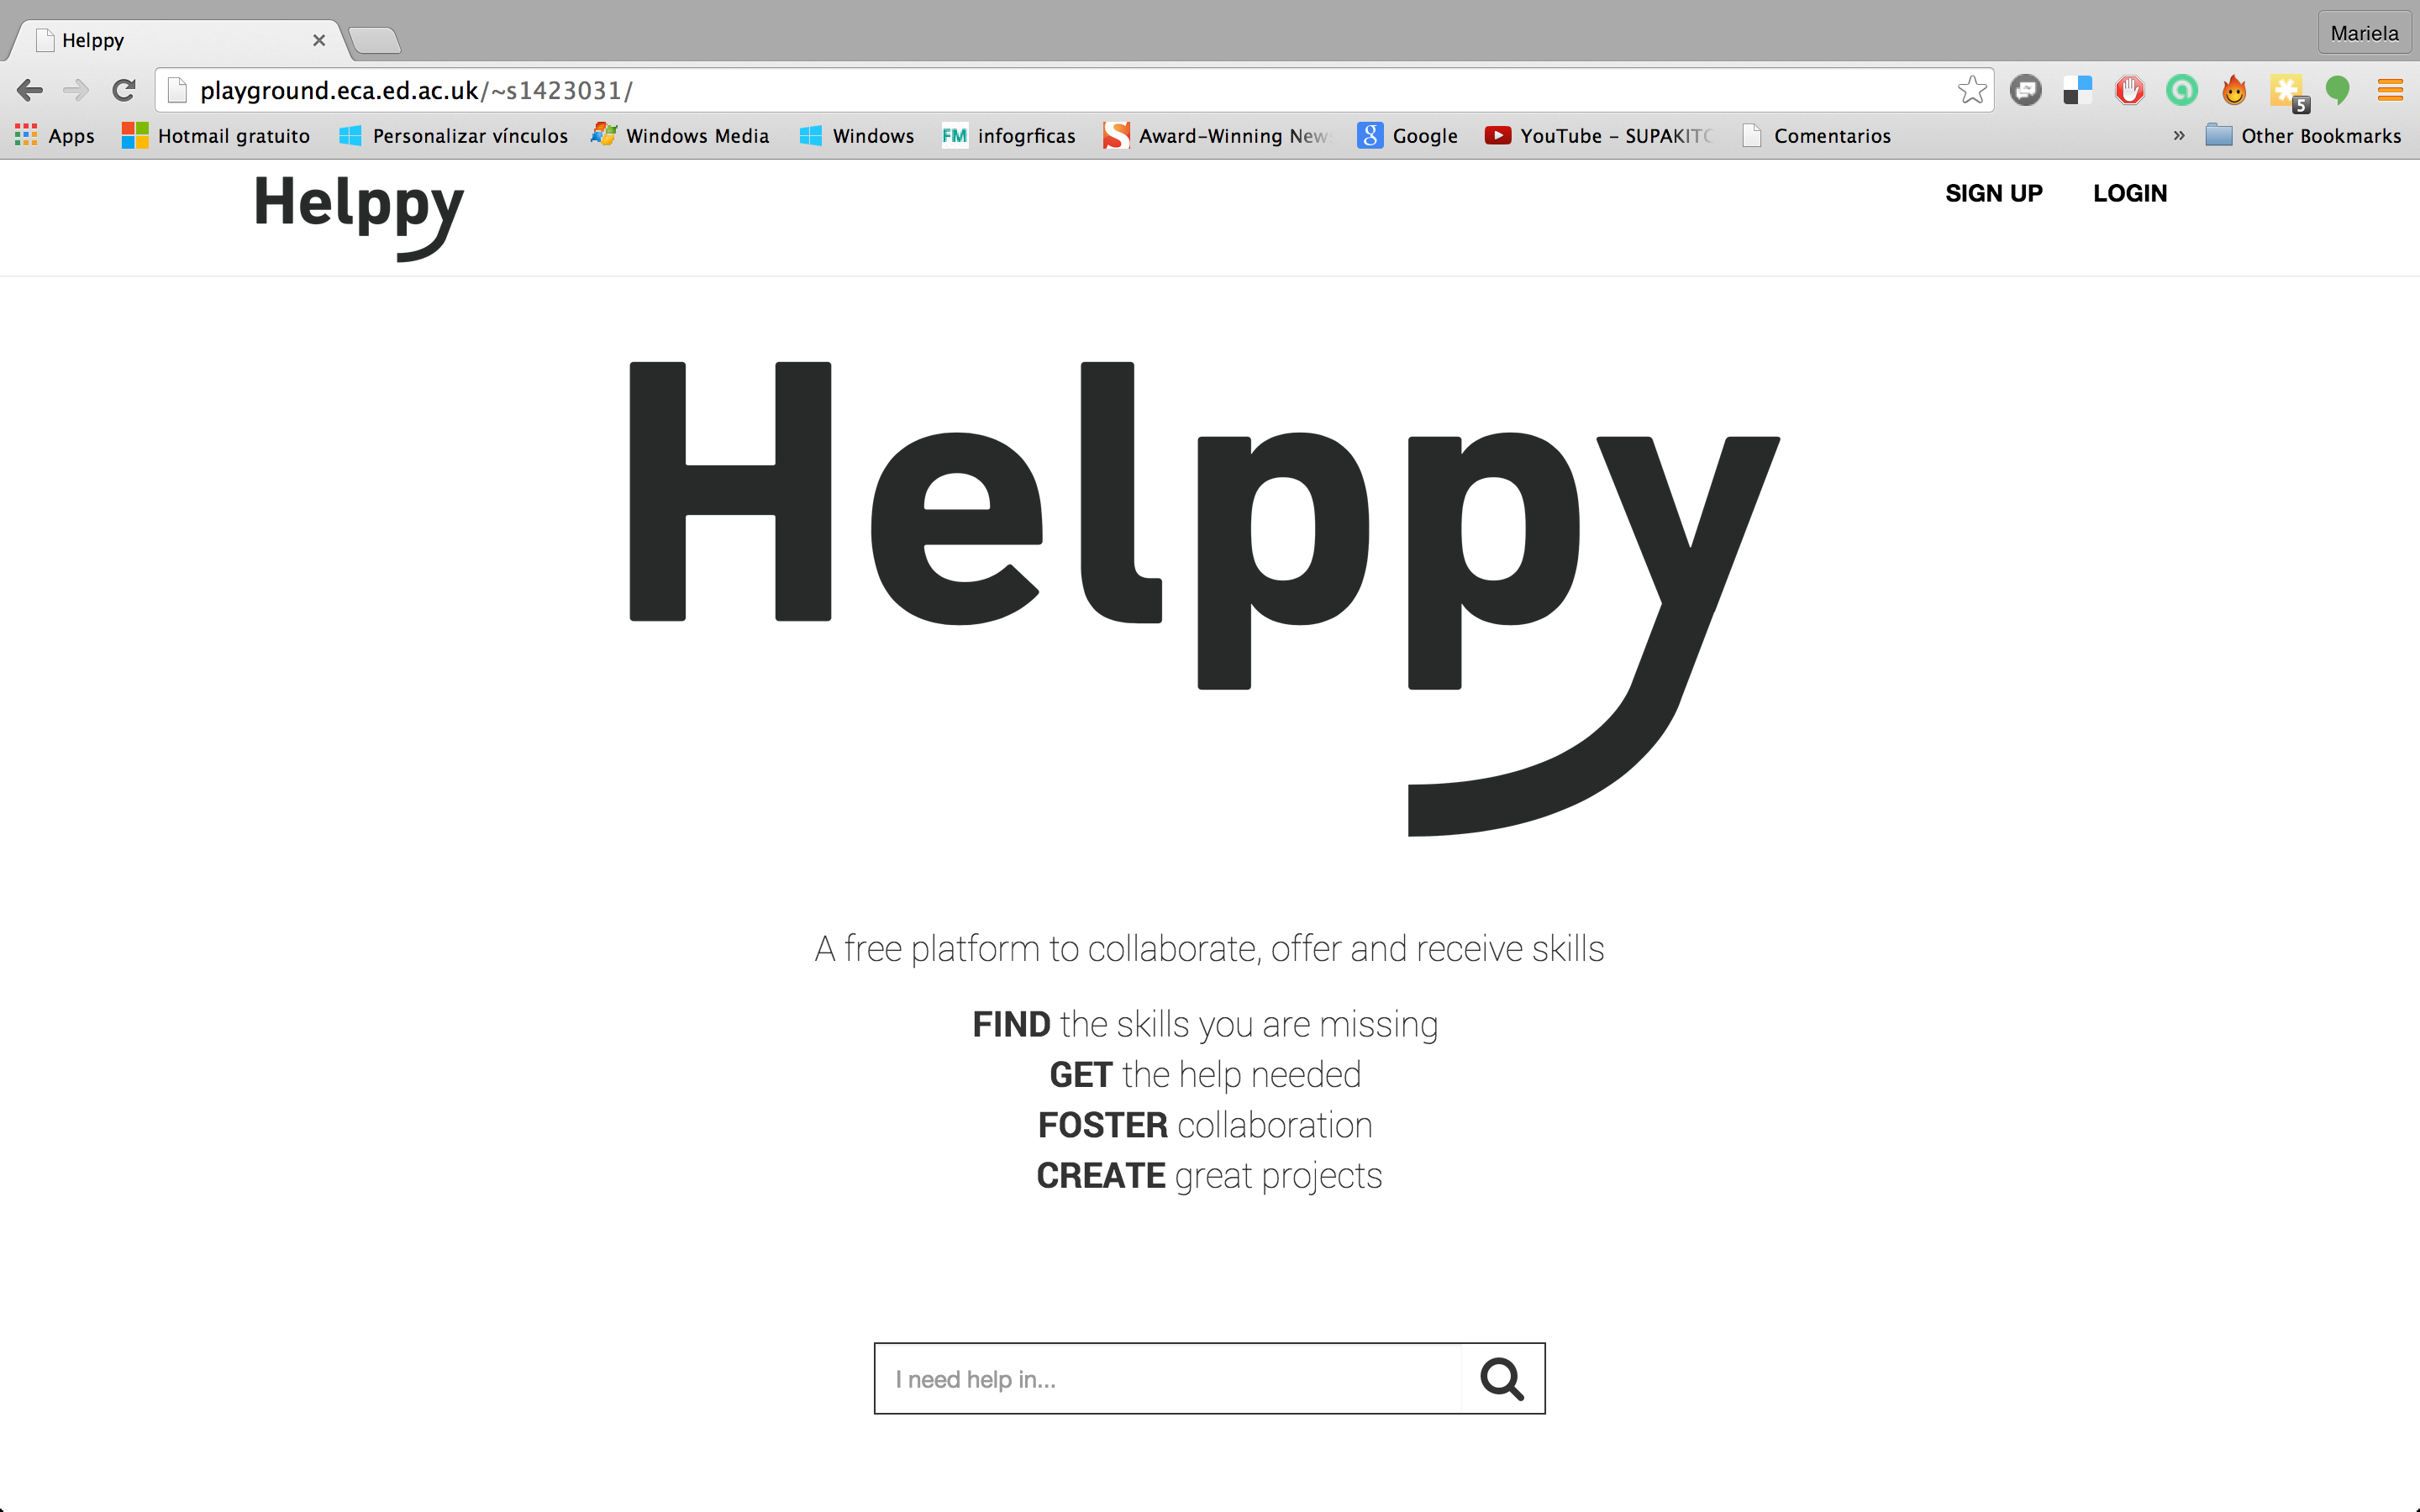 Helppy
Mariela
playground.eca.ed.ac.uk/~s1423031/
5
Apps Hotmail gratuito Personalizar vínculos Windows Media Windows FM infogrficas S Award-Winning New g Google YouTube – SUPAKITC Comentarios » Other Bookmarks
Helppy SIGN UP LOGIN
Helppy
A free platform to collaborate, offer and receive skills
FIND the skills you are missing
GET the help needed
FOSTER collaboration
CREATE great projects
I need help in...